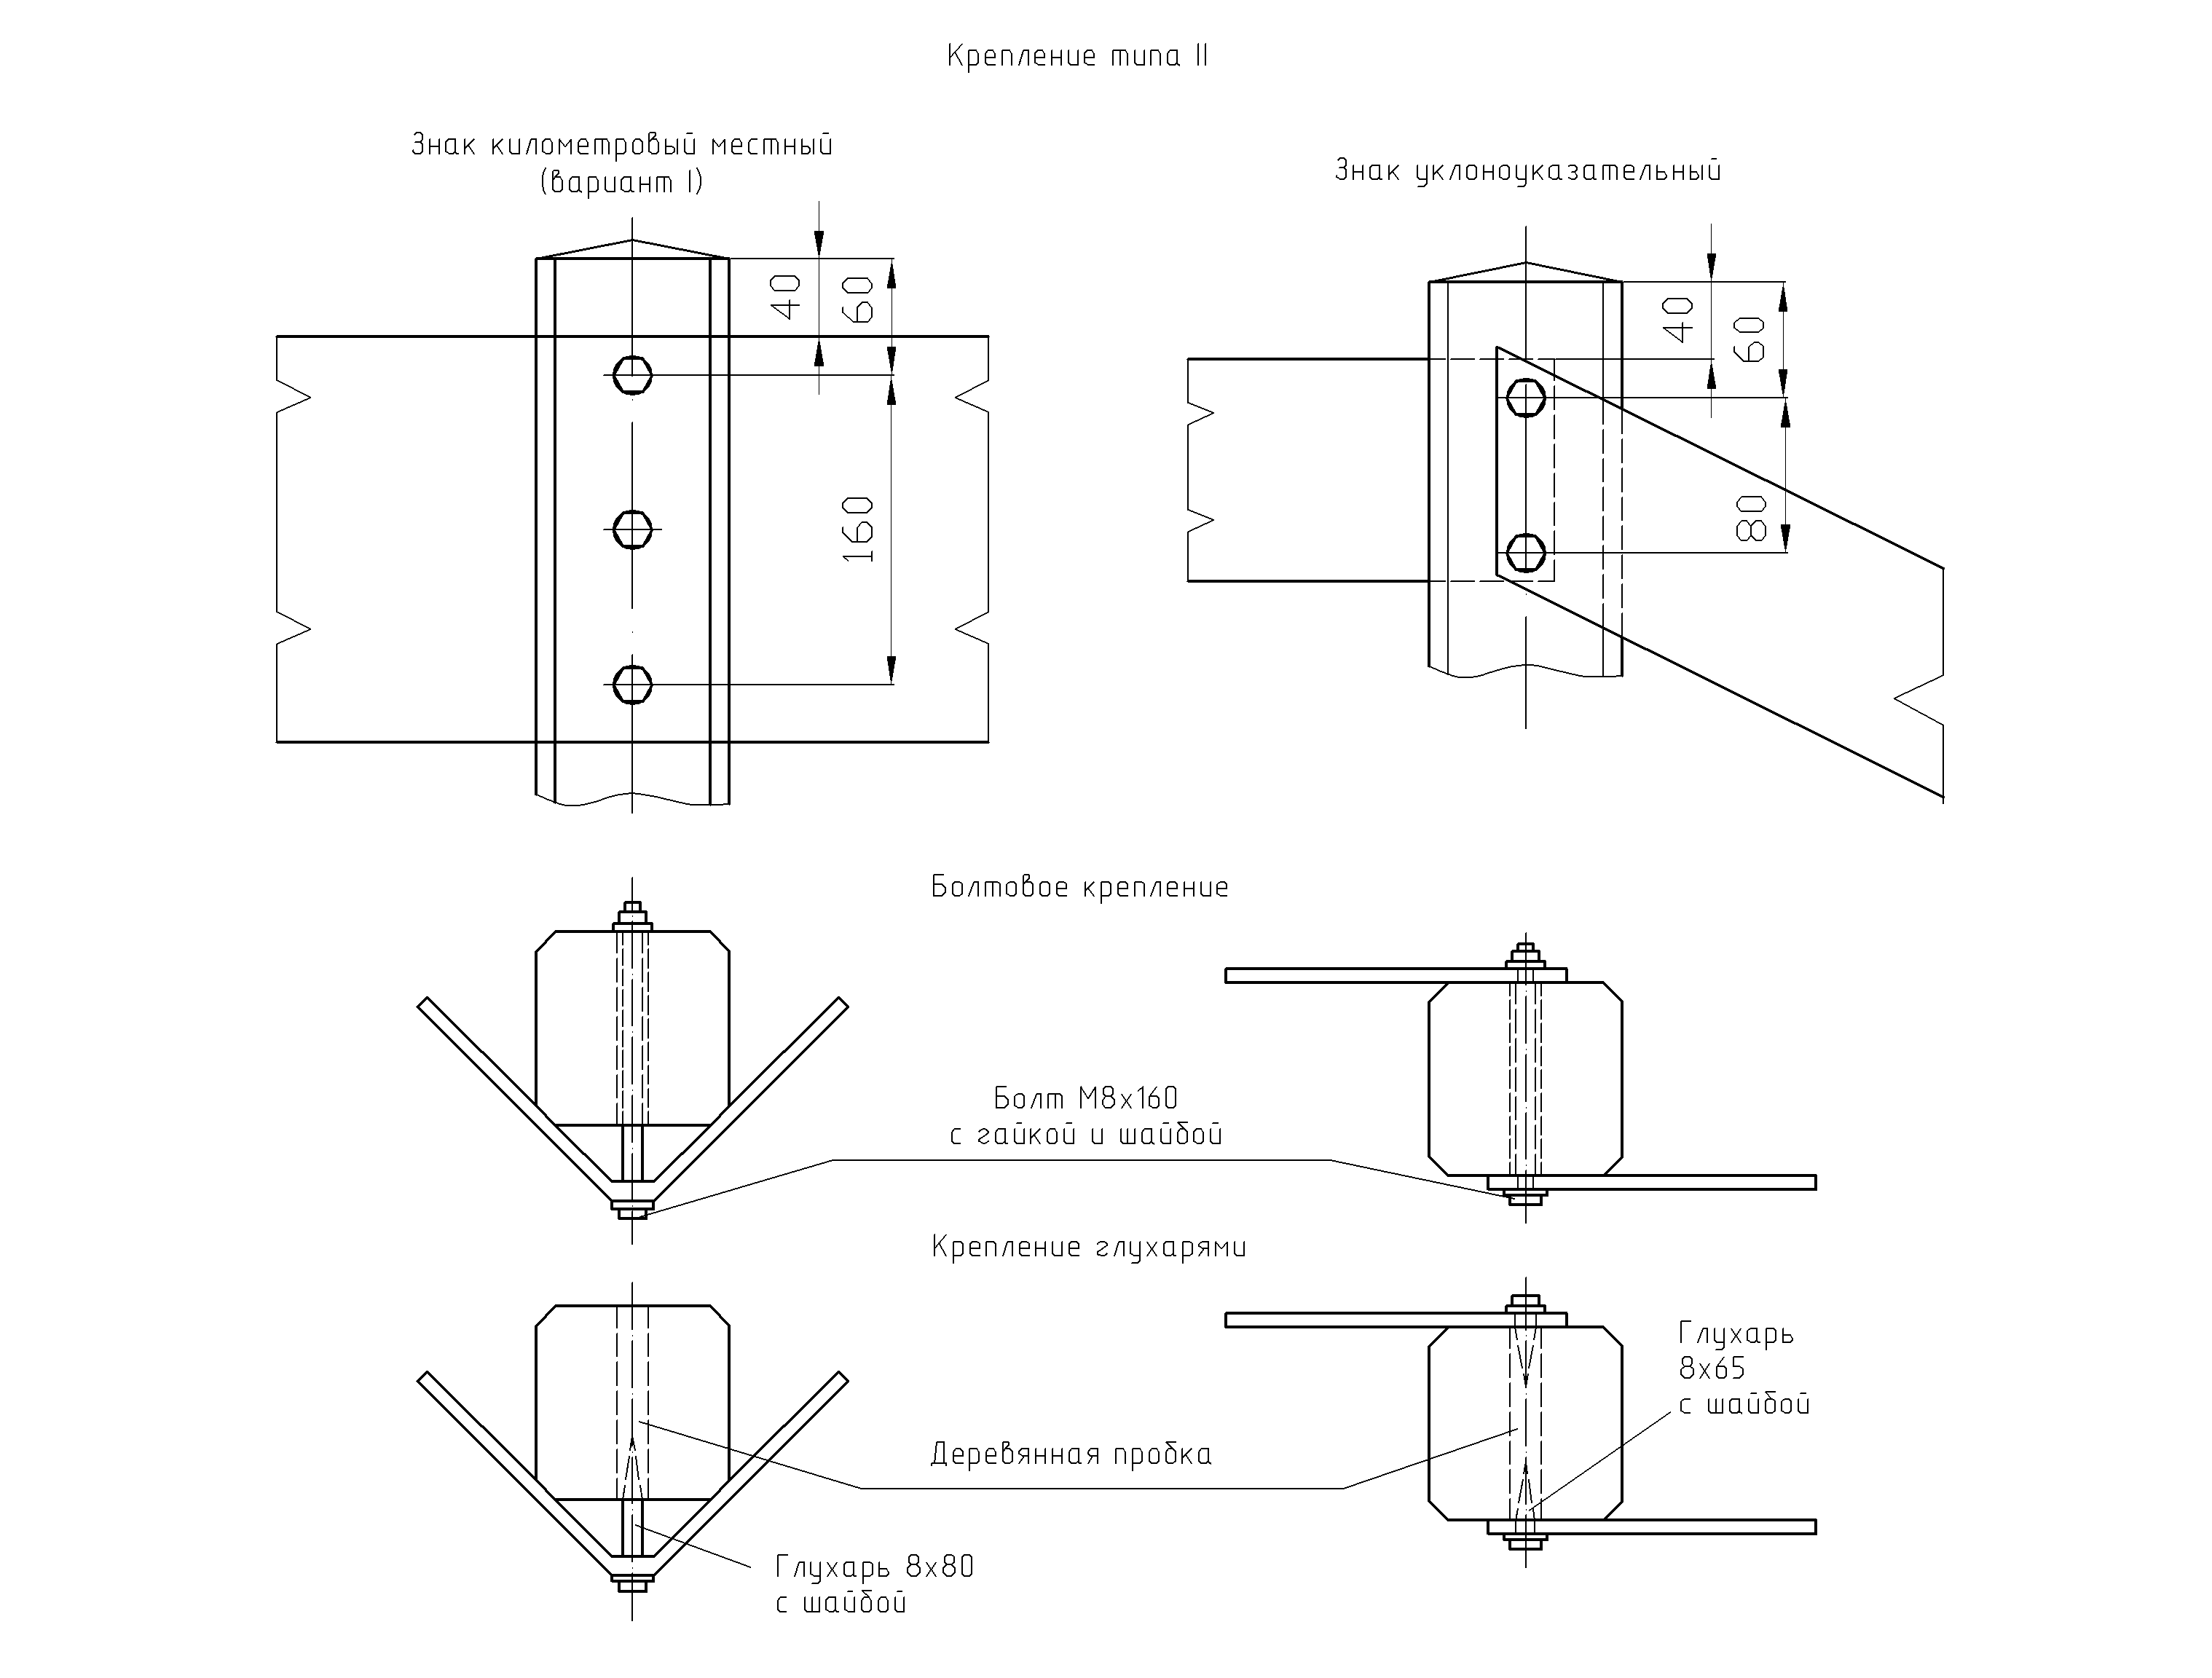 Крепление типа II
Знак километровый местный
(вариант I)
Знак уклоноуказательный
40
60
160
40
60
80
Болтовое крепление
Болт М8х160
с гайкой и шайбой
Крепление глухарями
Глухарь
8х65
с шайбой
Деревянная пробка
Глухарь 8х80
с шайбой